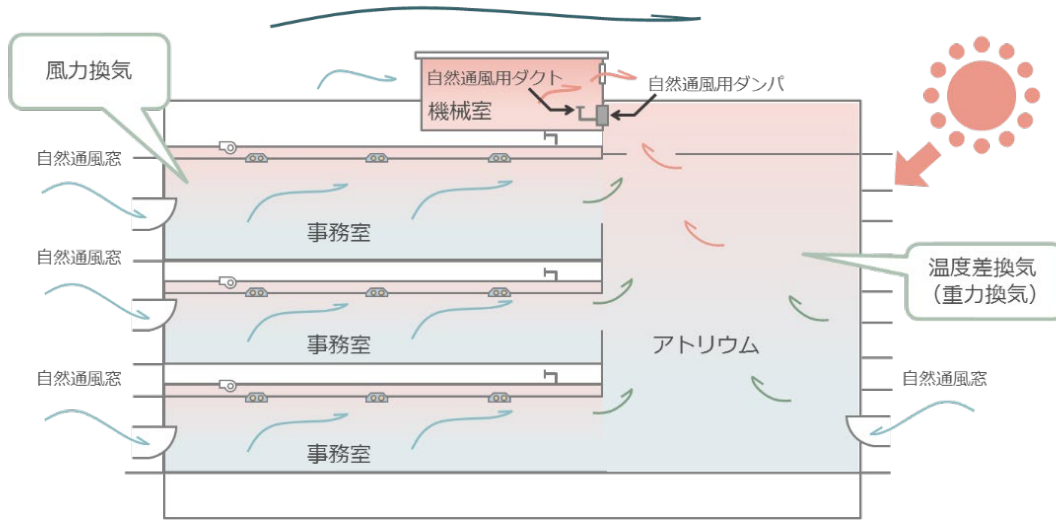 風力換気
自然通風用ダクト
自然通風用ダンパ
機械室
自然通風窓
事務室
自然通風窓
温度差換気
(重力換気)
事務室
アトリウム
自然通風窓
自然通風窓
事務室